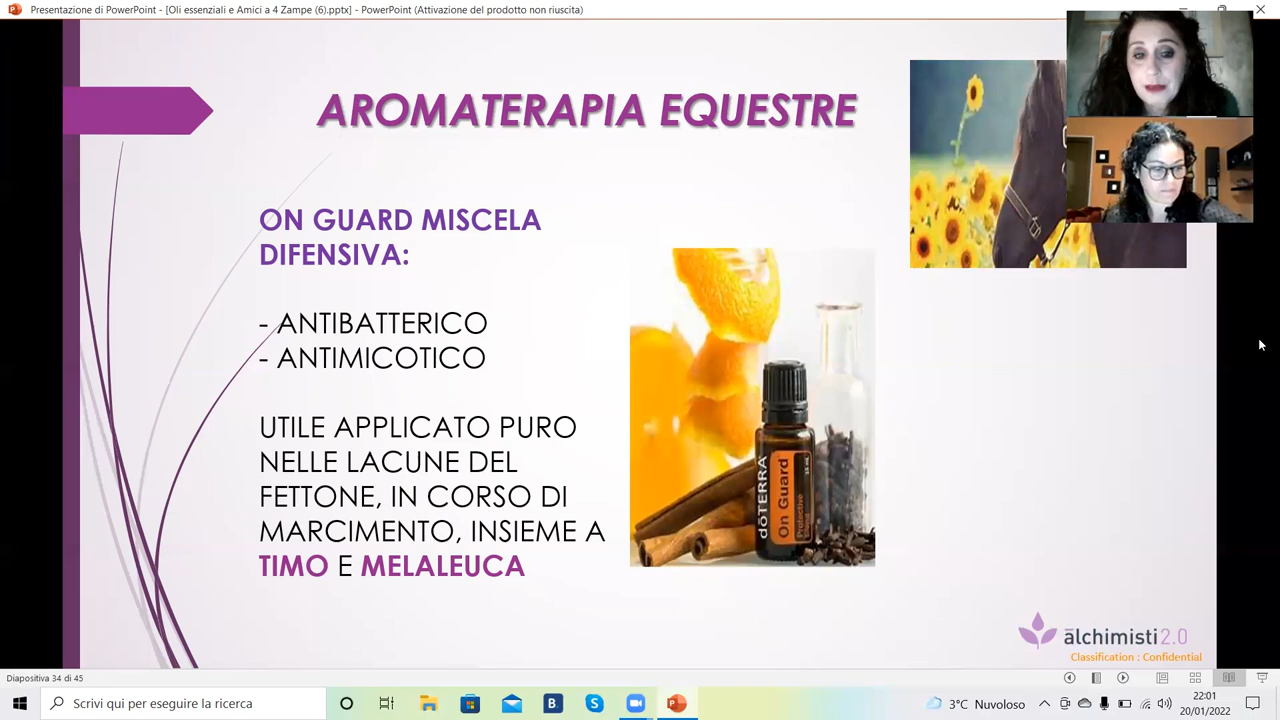 Presentazione di PowerPoint - [Oli essenziali e Amici a 4 Zampe (6).pptx] - PowerPoint (Attivazione del prodotto non riuscita)
AROMATERAPIA EQUESTRE
ON GUARD MISCELA
DIFENSIVA:
- ANTIBATTERICO
- ANTIMICOTICO
UTILE APPLICATO PURO
NELLE LACUNE DEL
FETTONE, IN CORSO DI
MARCIMENTO, INSIEME A
TIMO E MELALEUCA
dōTERRA
On Guard
Protective
ālchimisti 2.0
Classification : Confidential
Diapositiva 34 di 45
Scrivi qui per eseguire la ricerca
3°C Nuvoloso
22:01
20/01/2022